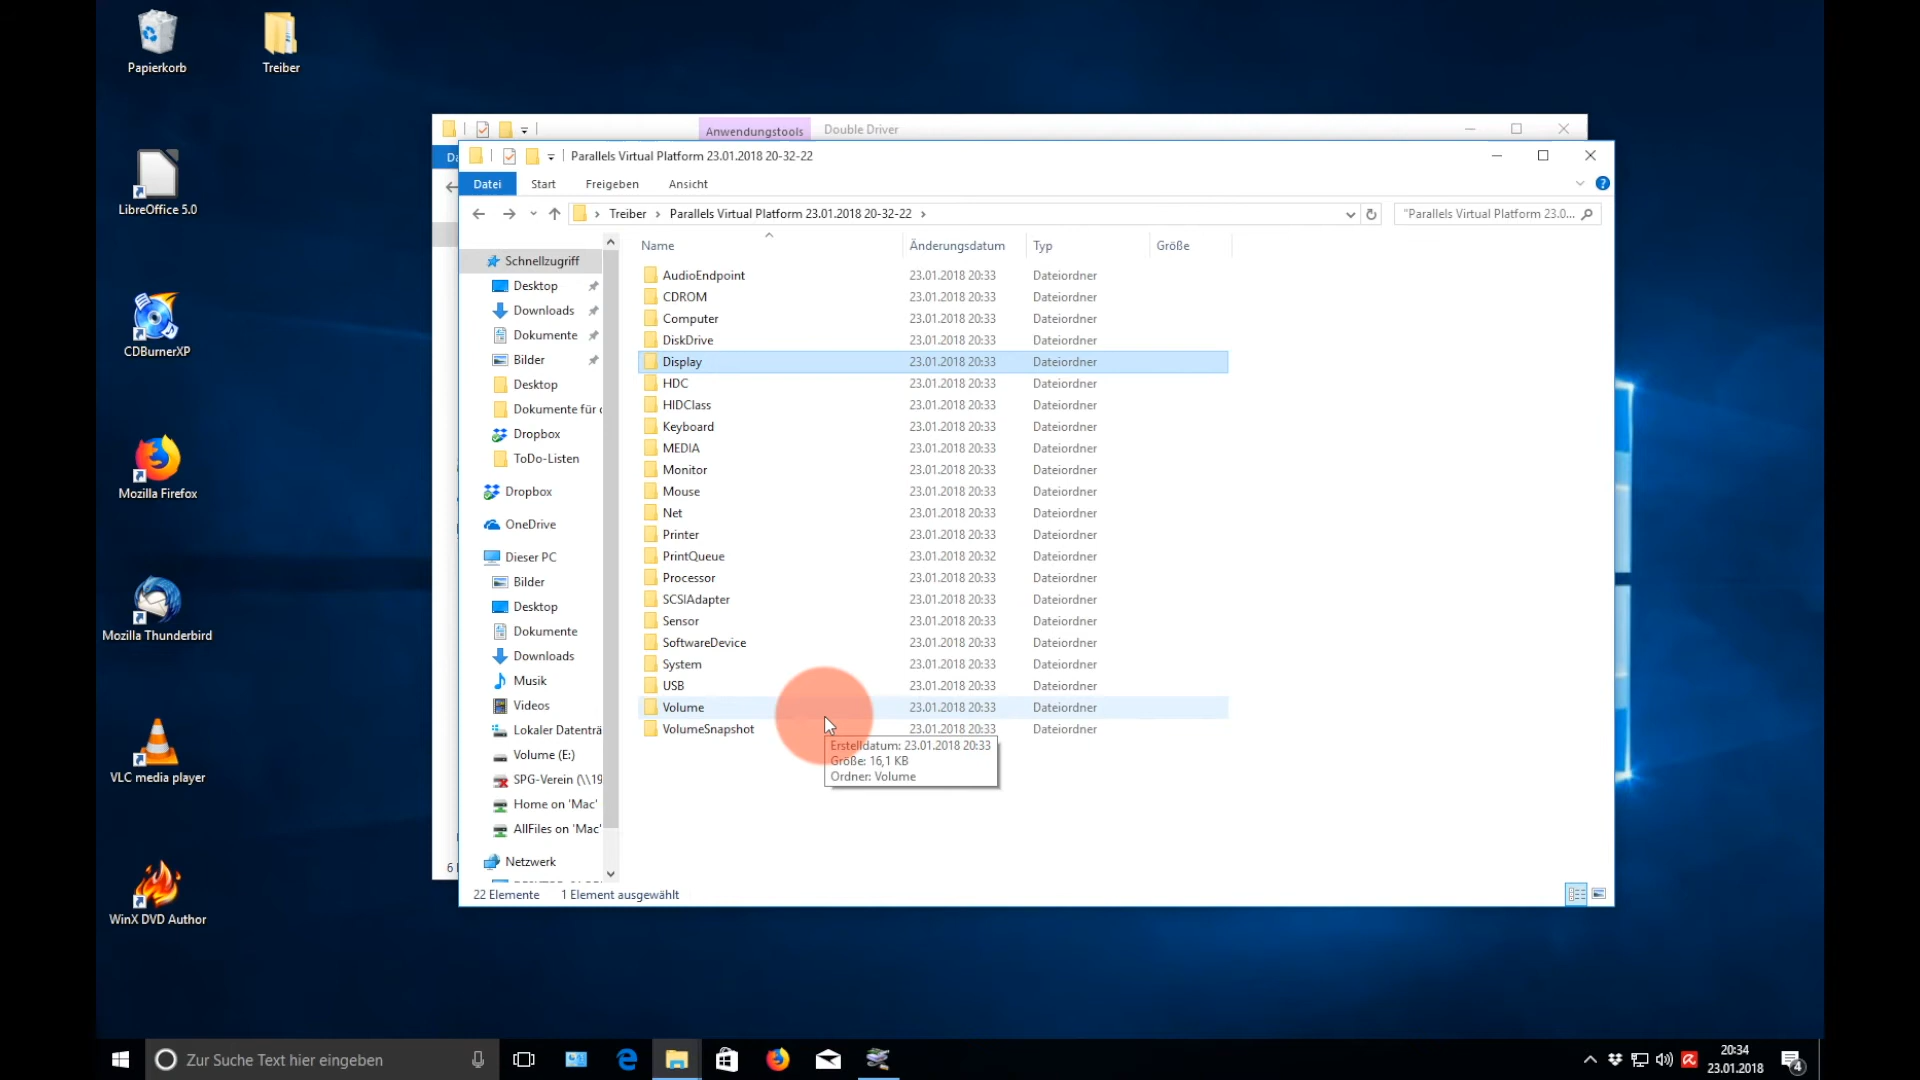 Papierkorb
Treiber
LibreOffice 5.0
CDBurnerXP
Mozilla Firefox
Mozilla Thunderbird
VLC media player
WinX DVD Author
Anwendungstools Double Driver
Parallels Virtual Platform 23.01.2018 20-32-22
Datei Start Freigeben Ansicht
Treiber › Parallels Virtual Platform 23.01.2018 20-32-22 ›
"Parallels Virtual Platform 23.0...
Schnellzugriff
Desktop
Downloads
Dokumente
Bilder
Desktop
Dokumente für
Dropbox
ToDo-Listen
Dropbox
OneDrive
Dieser PC
Bilder
Desktop
Dokumente
Downloads
Musik
Videos
Lokaler Datenträ
Volume (E:)
SPG-Verein (\\19
Home on 'Mac'
AllFiles on 'Mac'
Netzwerk
Name Änderungsdatum Typ Größe
AudioEndpoint 23.01.2018 20:33 Dateiordner
CDROM 23.01.2018 20:33 Dateiordner
Computer 23.01.2018 20:33 Dateiordner
DiskDrive 23.01.2018 20:33 Dateiordner
Display 23.01.2018 20:33 Dateiordner
HDC 23.01.2018 20:33 Dateiordner
HIDClass 23.01.2018 20:33 Dateiordner
Keyboard 23.01.2018 20:33 Dateiordner
MEDIA 23.01.2018 20:33 Dateiordner
Monitor 23.01.2018 20:33 Dateiordner
Mouse 23.01.2018 20:33 Dateiordner
Net 23.01.2018 20:33 Dateiordner
Printer 23.01.2018 20:33 Dateiordner
PrintQueue 23.01.2018 20:32 Dateiordner
Processor 23.01.2018 20:33 Dateiordner
SCSIAdapter 23.01.2018 20:33 Dateiordner
Sensor 23.01.2018 20:33 Dateiordner
SoftwareDevice 23.01.2018 20:33 Dateiordner
System 23.01.2018 20:33 Dateiordner
USB 23.01.2018 20:33 Dateiordner
Volume 23.01.2018 20:33 Dateiordner
VolumeSnapshot 23.01.2018 20:33 Dateiordner
Erstelldatum: 23.01.2018 20:33
Größe: 16,1 KB
Ordner: Volume
22 Elemente 1 Element ausgewählt
Zur Suche Text hier eingeben
20:34
23.01.2018
4